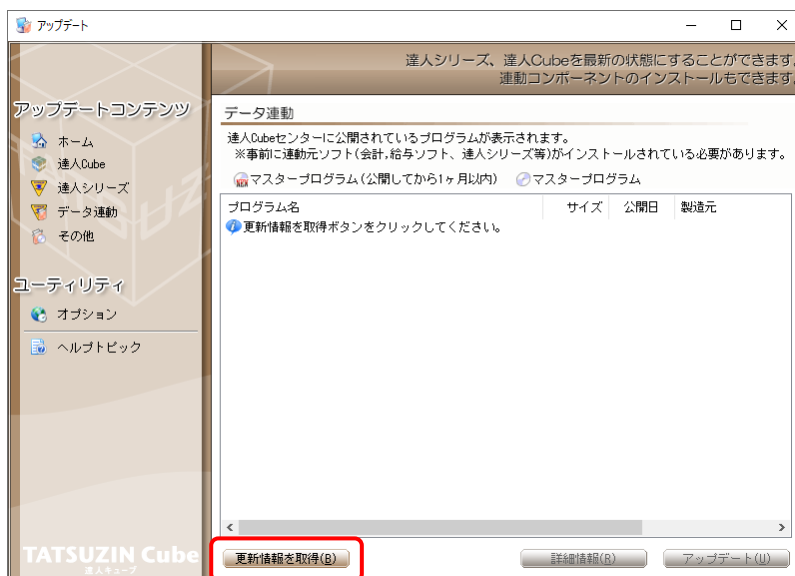 アップデート
達人シリーズ、達人Cubeを最新の状態にすることができます。
連動コンポーネントのインストールもできます。
アップデートコンテンツ
ホーム
達人Cube
達人シリーズ
データ連動
その他
ユーティリティ
オプション
ヘルプトピック
TATSUZIN Cube
達人キューブ
データ連動
達人Cubeセンターに公開されているプログラムが表示されます。
※事前に連動元ソフト(会計,給与ソフト、達人シリーズ等)がインストールされている必要があります。
マスタープログラム(公開してから1ヶ月以内) マスタープログラム
プログラム名 サイズ 公開日 製造元
更新情報を取得ボタンをクリックしてください。
更新情報を取得(B) 詳細情報(R) アップデート(U)